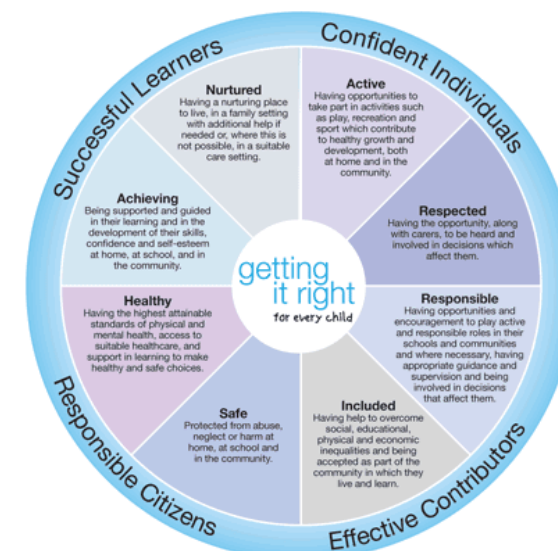 Successful Learners
Confident Individuals
Nurtured
Having a nurturing place
to live, in a family setting
with additional help if
needed or, where this is
not possible, in a suitable
care setting.
Active
Having opportunities to
take part in activities such
as play, recreation and
sport which contribute
to healthy growth and
development, both
at home and in the
community.
Achieving
Being supported and guided
in their learning and in the
development of their skills,
confidence and self-esteem
at home, at school, and in
the community.
Respected
Having the opportunity, along
with carers, to be heard and
involved in decisions which
affect them.
getting
it right
for every child
Healthy
Having the highest attainable
standards of physical and
mental health, access to
suitable healthcare, and
support in learning to make
healthy and safe choices.
Responsible
Having opportunities and
encouragement to play active
and responsible roles in their
schools and communities
and where necessary, having
appropriate guidance and
supervision and being
involved in decisions
that affect them.
Safe
Protected from abuse,
neglect or harm at
home, at school and
in the community.
Included
Having help to overcome
social, educational,
physical and economic
inequalities and being
accepted as part of the
community in which they
live and learn.
Responsible Citizens
Effective Contributors